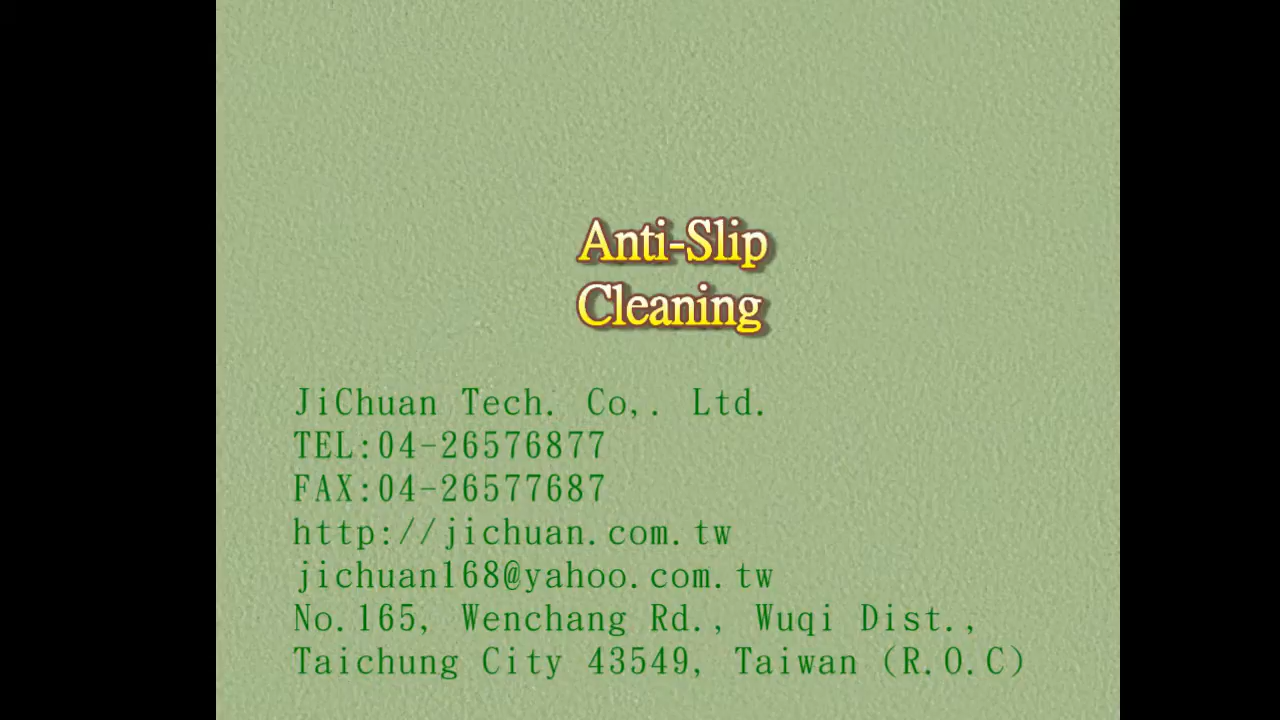 Anti-Slip
Cleaning
JiChuan Tech. Co,. Ltd.
TEL:04-26576877
FAX:04-26577687
http://jichuan.com.tw
jichuan168@yahoo.com.tw
No.165, Wenchang Rd., Wuqi Dist.,
Taichung City 43549, Taiwan (R.O.C)